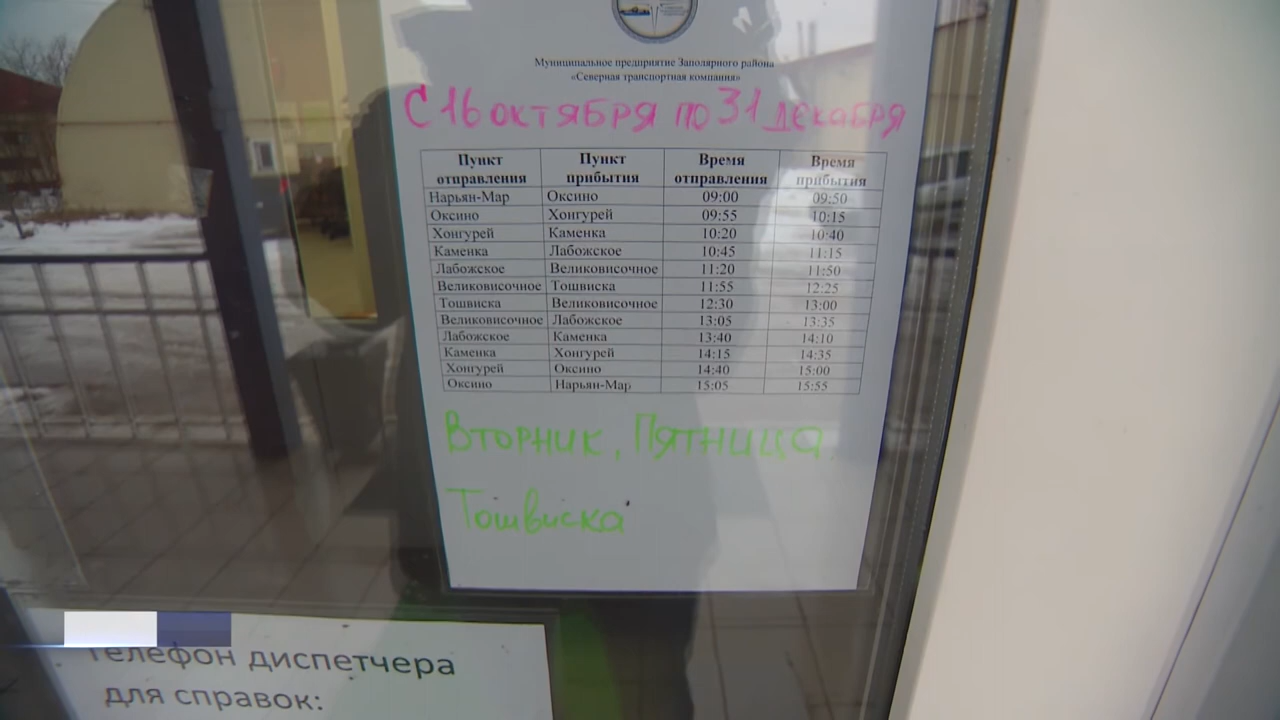 Муниципальное предприятие Заполярного района
«Северная транспортная компания»
С 16 октября по 31 декабря
Пункт отправления Пункт прибытия Время отправления Время прибытия
Нарьян-Мар Оксино 09:00 09:50
Оксино Хонгурей 09:55 10:15
Хонгурей Каменка 10:20 10:40
Каменка Лабожское 10:45 11:15
Лабожское Великовисочное 11:20 11:50
Великовисочное Тошвиска 11:55 12:25
Тошвиска Великовисочное 12:30 13:00
Великовисочное Лабожское 13:05 13:35
Лабожское Каменка 13:40 14:10
Каменка Хонгурей 14:15 14:35
Хонгурей Оксино 14:40 15:00
Оксино Нарьян-Мар 15:05 15:55
Вторник, Пятница
Тошвиска
Телефон диспетчера
для справок: